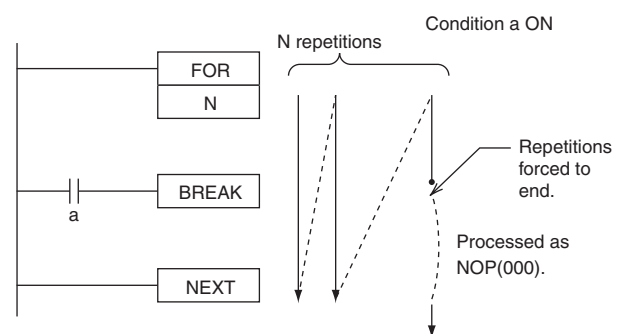 Condition a ON
N repetitions
FOR
N
Repetitions
forced to
end.
BREAK
a
Processed as
NOP(000).
NEXT